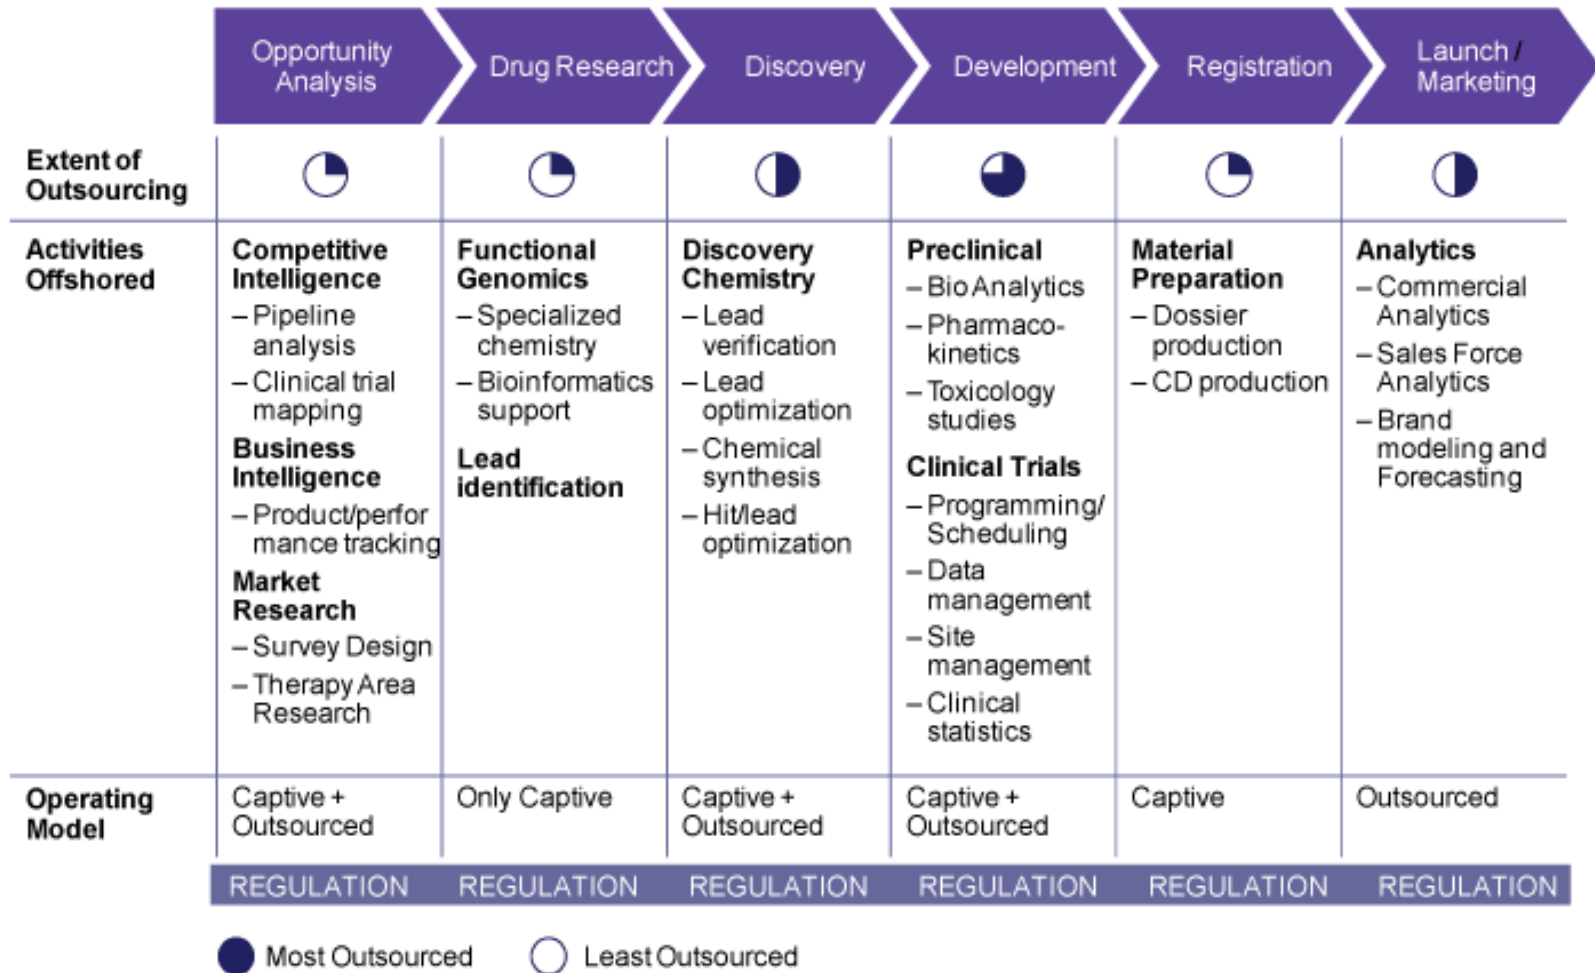 Opportunity
Analysis
Drug Research
Discovery
Development
Registration
Launch /
Marketing
Extent of
Outsourcing
Activities
Offshored
Competitive
Intelligence
– Pipeline
analysis
– Clinical trial
mapping
Business
Intelligence
– Product/perfor
mance tracking
Market
Research
– Survey Design
– Therapy Area
Research
Functional
Genomics
– Specialized
chemistry
– Bioinformatics
support
Lead
identification
Discovery
Chemistry
– Lead
verification
– Lead
optimization
– Chemical
synthesis
– Hit/lead
optimization
Preclinical
– Bio Analytics
– Pharmaco-
kinetics
– Toxicology
studies
Clinical Trials
– Programming/
Scheduling
– Data
management
– Site
management
– Clinical
statistics
Material
Preparation
– Dossier
production
– CD production
Analytics
– Commercial
Analytics
– Sales Force
Analytics
– Brand
modeling and
Forecasting
Operating
Model
Captive +
Outsourced
Only Captive
Captive +
Outsourced
Captive +
Outsourced
Captive
Outsourced
REGULATION
REGULATION
REGULATION
REGULATION
REGULATION
REGULATION
Most Outsourced
Least Outsourced